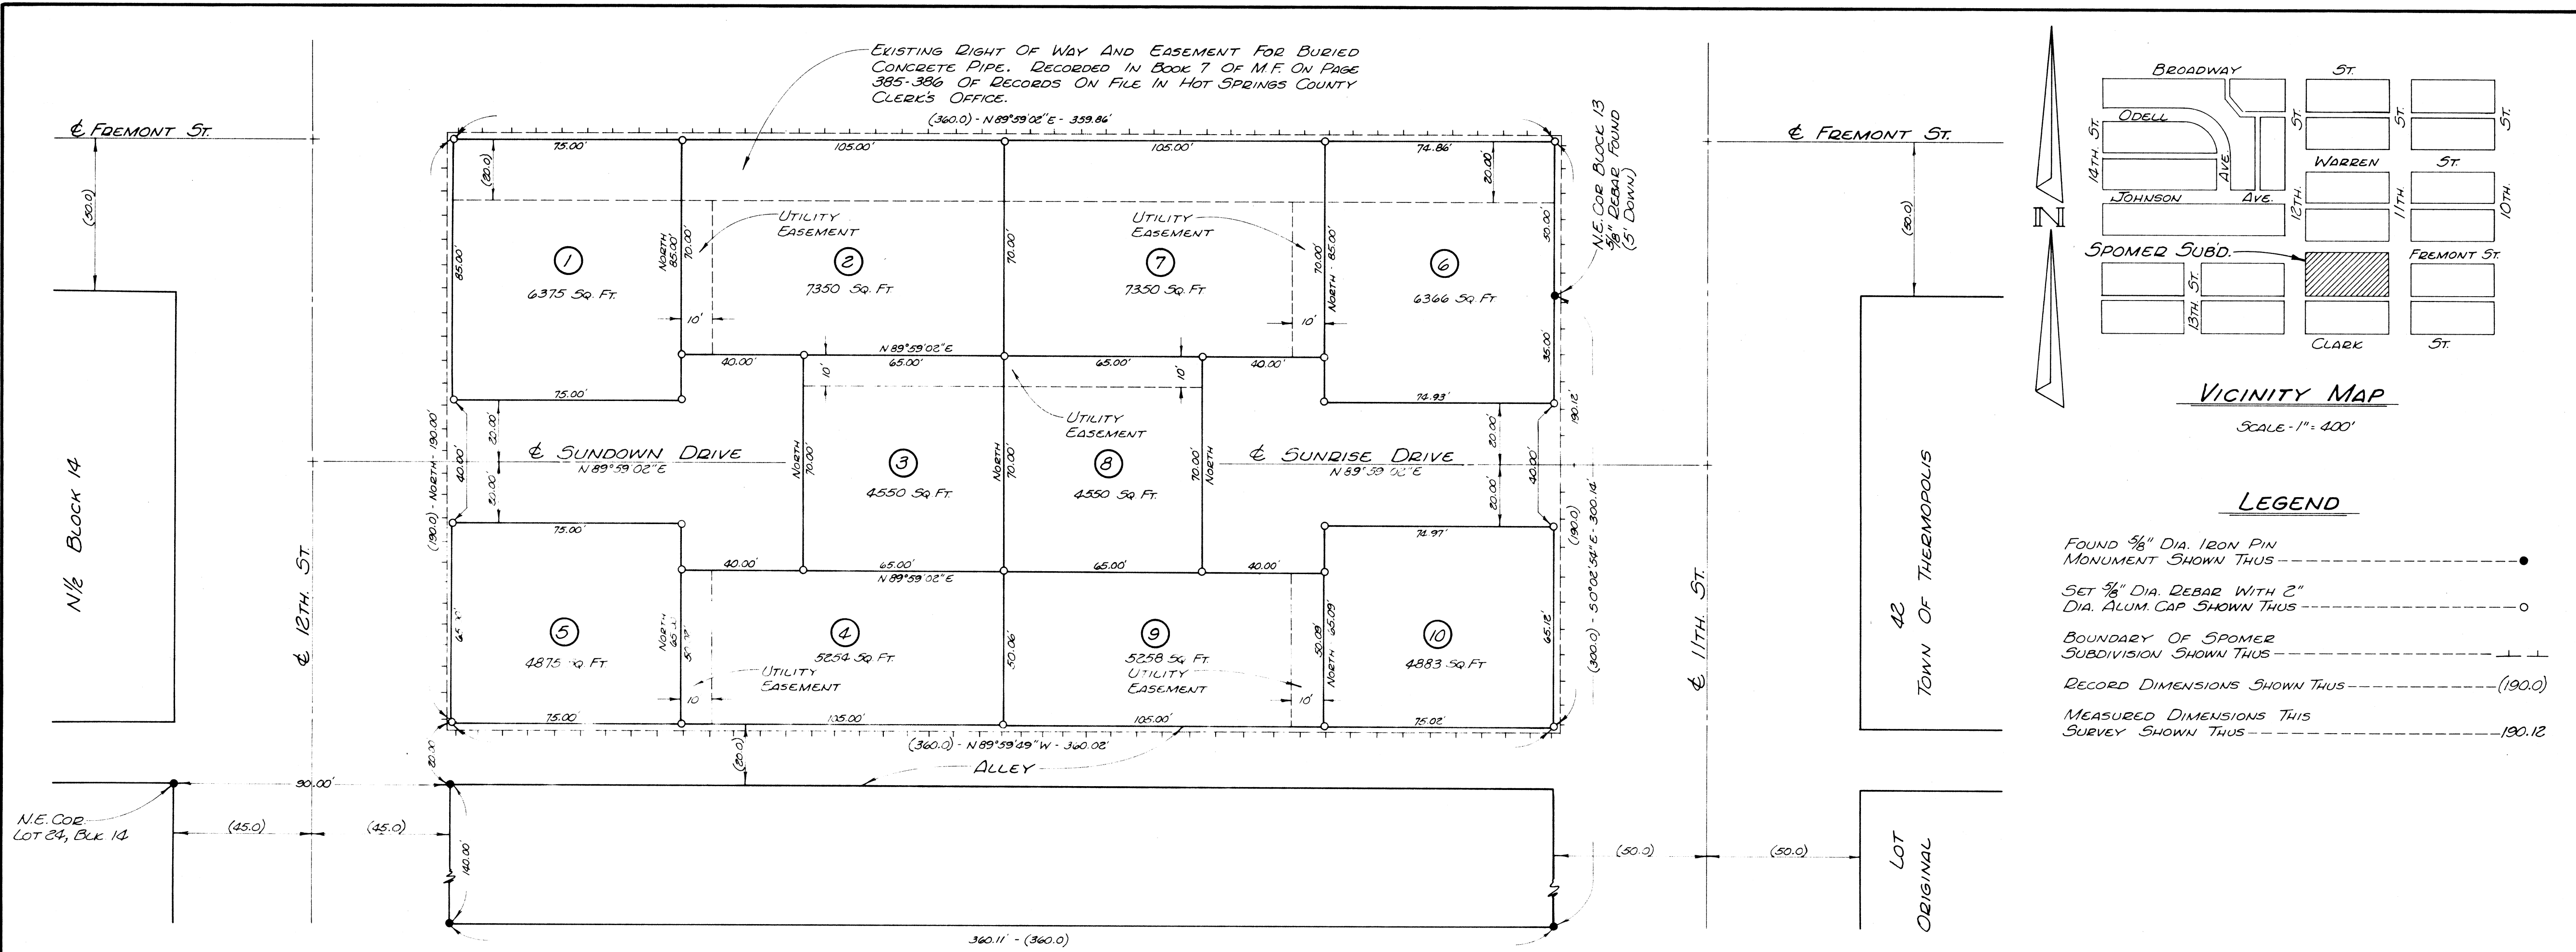 EXISTING RIGHT OF WAY AND EASEMENT FOR BURIED
CONCRETE PIPE. RECORDED IN BOOK 7 OF M.F. ON PAGE
385-386 OF RECORDS ON FILE IN HOT SPRINGS COUNTY
CLERK'S OFFICE.
(360.0) - N 89°59'02" E - 359.86'
℄ FREMONT ST.
(50.0)
75.00'
105.00'
105.00'
74.86'
(20.0)
20.00'
N.E. COR. BLOCK 13
5/8" REBAR FOUND
(5' DOWN)
℄ FREMONT ST.
(50.0)
UTILITY
EASEMENT
UTILITY
EASEMENT
85.00'
1
6375 SQ. FT.
NORTH
85.00'
70.00'
2
7350 SQ. FT.
70.00'
7
7350 SQ. FT.
70.00'
NORTH - 85.00'
6
6366 SQ. FT
50.00'
35.00'
10'
10'
40.00'
N 89°59'02" E
65.00'
65.00'
40.00'
10'
10'
75.00'
74.93'
190.12'
UTILITY
EASEMENT
(190.0) - NORTH - 190.00'
40.00'
20.00'
20.00'
℄ SUNDOWN DRIVE
N 89°59'02" E
NORTH
70.00'
3
4550 SQ. FT.
NORTH
70.00'
8
4550 SQ. FT.
70.00'
NORTH
℄ SUNRISE DRIVE
N 89°59'02" E
20.00'
20.00'
40.00'
(190.0)
(300.0) - S0°02'54" E - 300.14'
75.00'
74.97'
40.00'
65.00'
N 89°59'02" E
65.00'
40.00'
5
4875 SQ. FT
NORTH
4
5254 SQ. FT.
50.06'
9
5258 SQ. FT.
50.09'
NORTH 65.09'
10
4883 SQ. FT
65.12'
UTILITY
EASEMENT
UTILITY
EASEMENT
10
10'
75.00'
105.00'
105.00'
75.02'
(360.0) - N 89°59'49" W - 360.02'
20.00
(20.0)
ALLEY
90.00'
N.E. COR.
LOT 24, BLK. 14
(45.0)
(45.0)
140.00'
(50.0)
(50.0)
360.11' - (360.0)
N1/2 BLOCK 14
℄ 12TH. ST.
℄ 11TH. ST.
LOT 42
ORIGINAL TOWN OF THERMOPOLIS
N
BROADWAY ST.
ODELL AVE.
14TH. ST.
12TH. ST.
11TH. ST.
10TH. ST.
WARREN ST.
JOHNSON AVE.
SPOMER SUB'D.
FREMONT ST.
13TH. ST.
CLARK ST.
VICINITY MAP
SCALE - 1" = 400'
LEGEND
FOUND 5/8" DIA. IRON PIN
MONUMENT SHOWN THUS
SET 5/8" DIA. REBAR WITH 2"
DIA. ALUM. CAP SHOWN THUS
BOUNDARY OF SPOMER
SUBDIVISION SHOWN THUS
RECORD DIMENSIONS SHOWN THUS (190.0)
MEASURED DIMENSIONS THIS
SURVEY SHOWN THUS 190.12